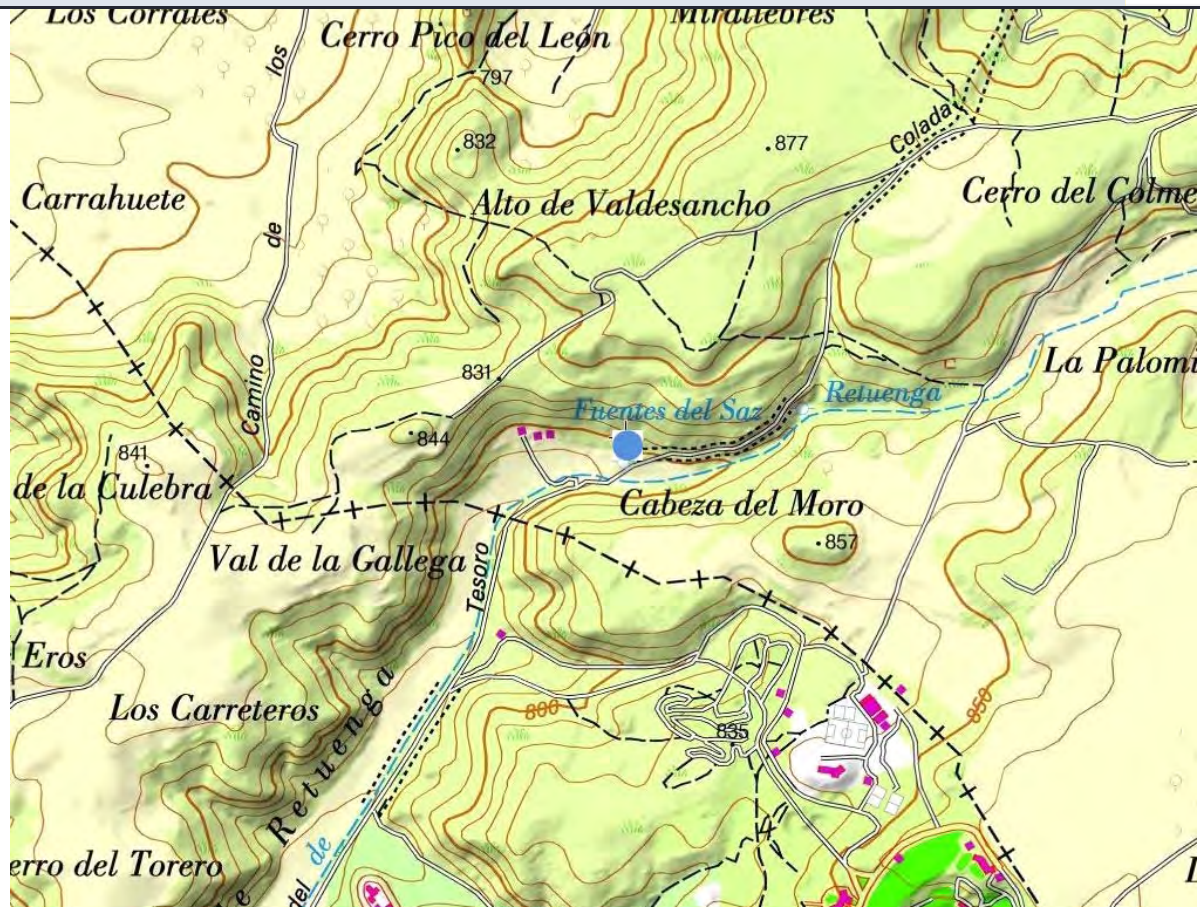 Los Corrales
Cerro Pico del León
Mirallebres
los
797
832
877
Colada
Carrahuete
Alto de Valdesancho
Cerro del Colme
de
831
Camino
La Palomi
Fuentes del Saz
Retuenga
844
841
de la Culebra
Cabeza del Moro
857
Val de la Gallega
Tesoro
Eros
Los Carreteros
800
850
835
Retuenga
erro del Torero
de
del